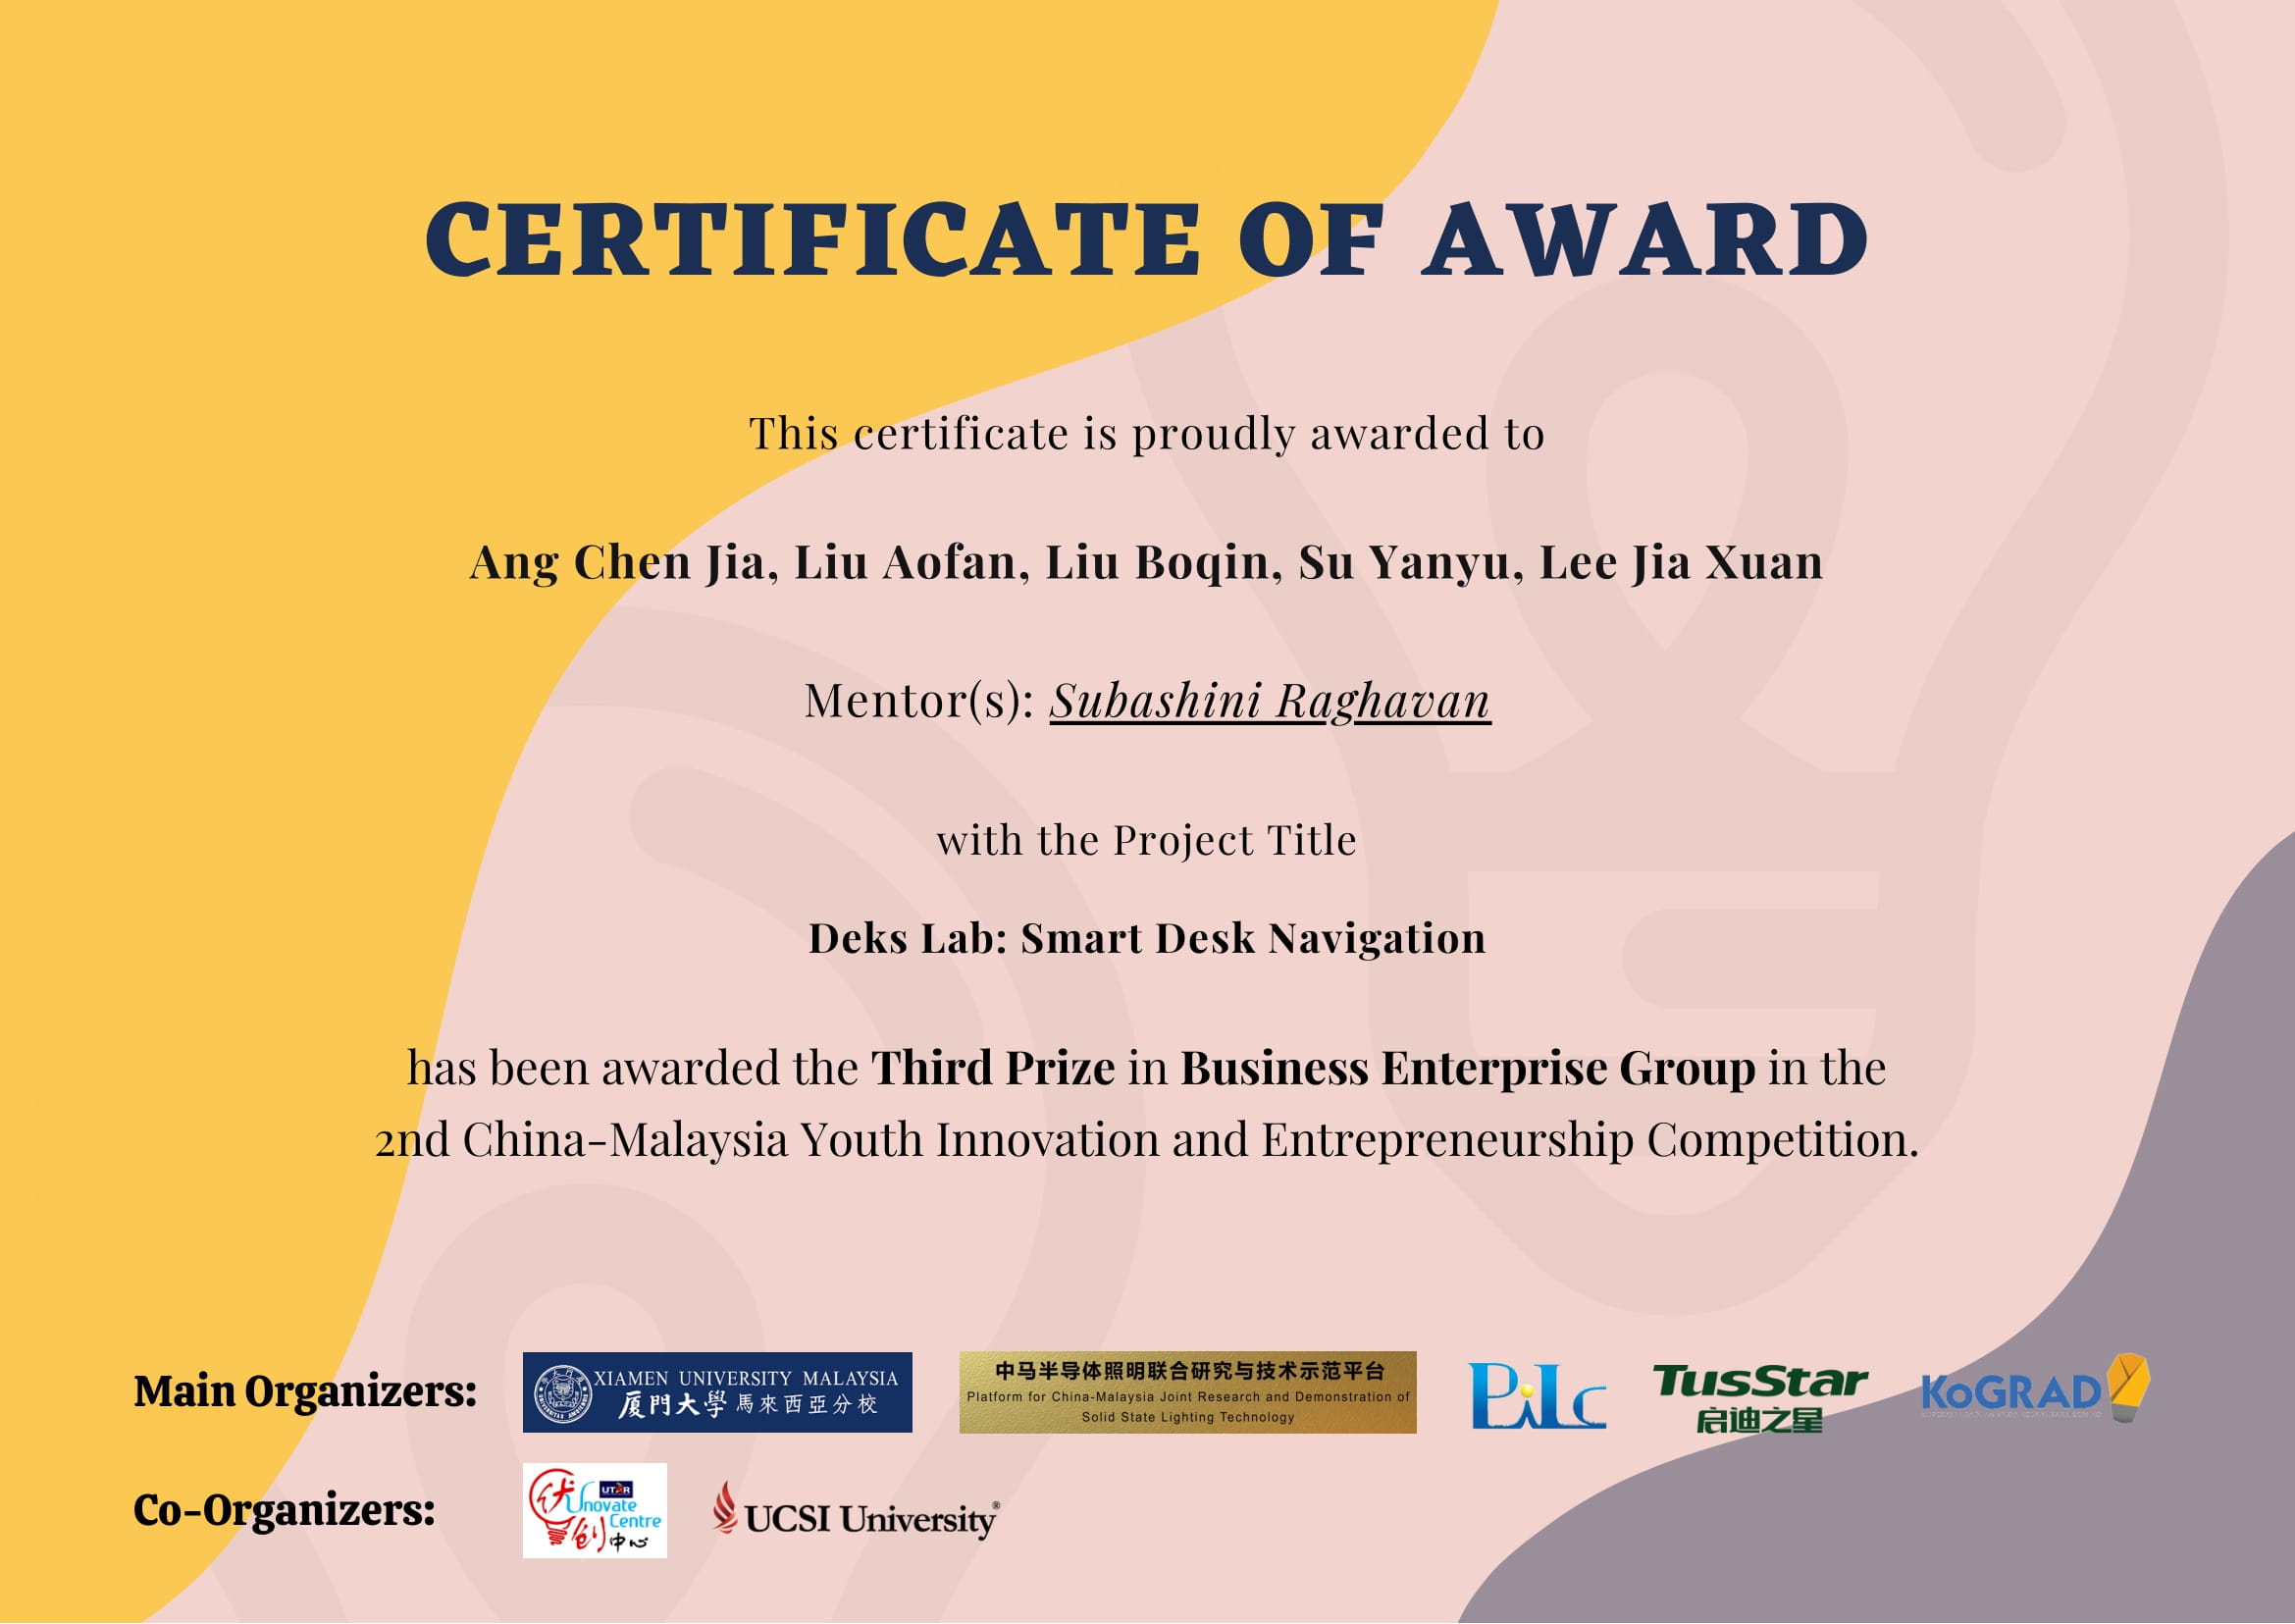 CERTIFICATE OF AWARD
This certificate is proudly awarded to
Ang Chen Jia, Liu Aofan, Liu Boqin, Su Yanyu, Lee Jia Xuan
Mentor(s): Subashini Raghavan
with the Project Title
Deks Lab: Smart Desk Navigation
has been awarded the Third Prize in Business Enterprise Group in the
2nd China-Malaysia Youth Innovation and Entrepreneurship Competition.
Main Organizers:
XIAMEN UNIVERSITY MALAYSIA
厦門大學 馬來西亞分校
中马半导体照明联合研究与技术示范平台
Platform for China-Malaysia Joint Research and Demonstration of
Solid State Lighting Technology
PiLc
TusStar
启迪之星
KoGRAD
Co-Organizers:
优创中心
UTAR
Unovate
Centre
UCSI University®